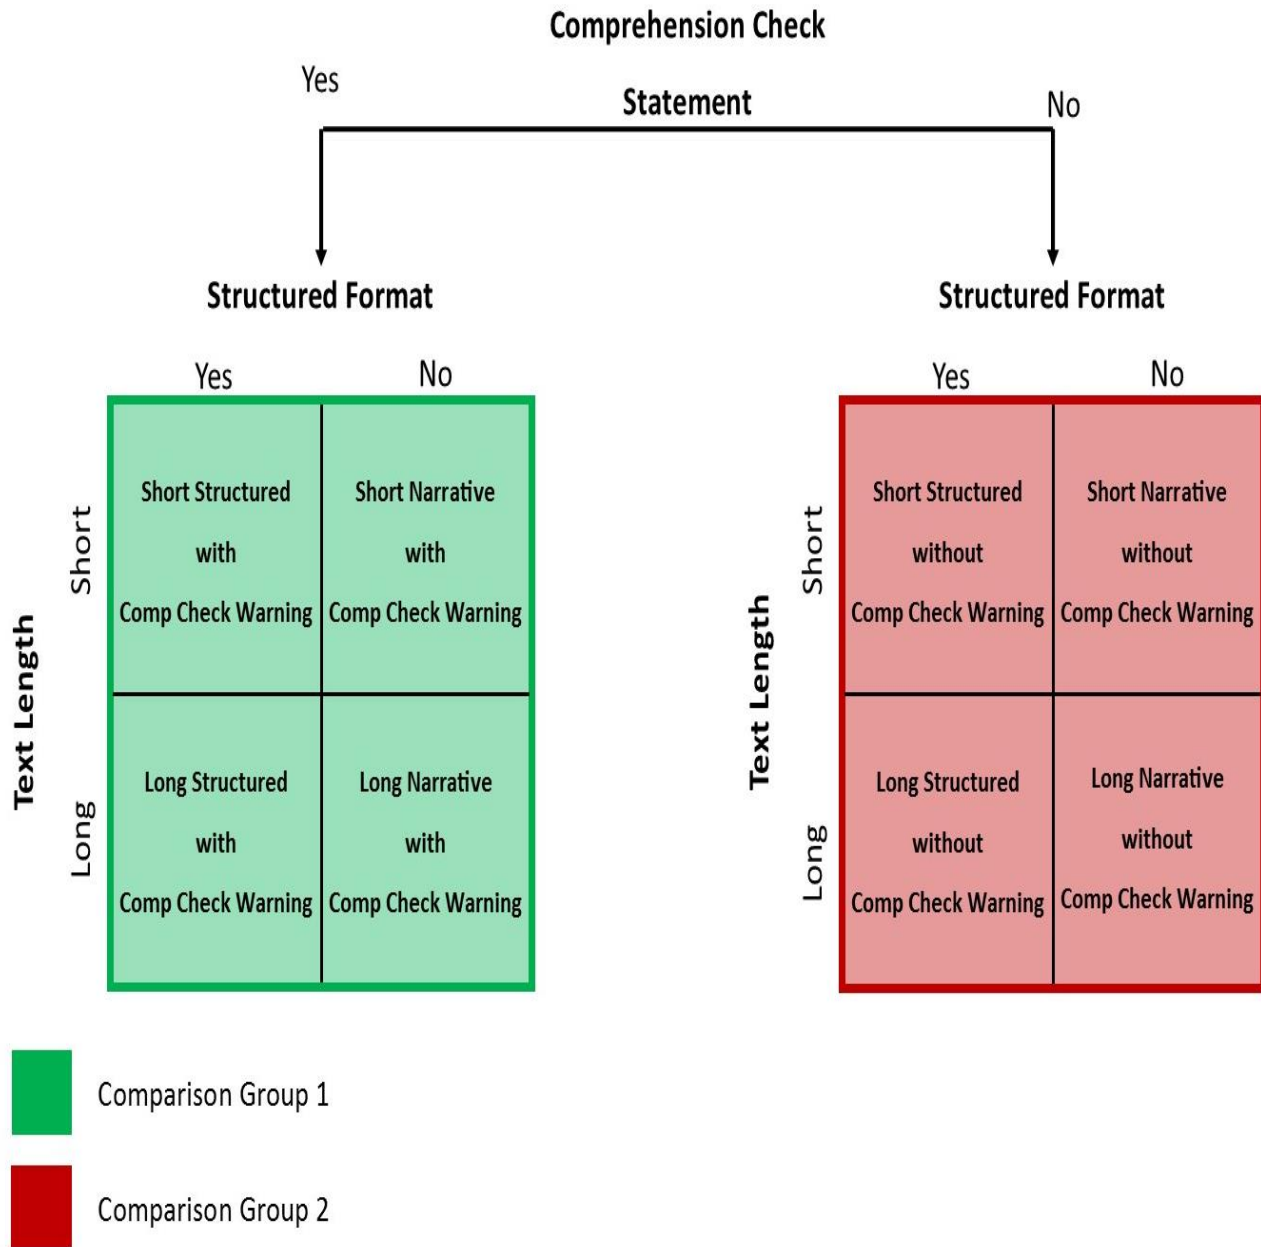 Comprehension Check
Yes
Statement
No
Structured Format
Yes
No
Text Length
Short
Short Structured
with
Comp Check Warning
Short Narrative
with
Comp Check Warning
Long
Long Structured
with
Comp Check Warning
Long Narrative
with
Comp Check Warning
Structured Format
Yes
No
Text Length
Short
Short Structured
without
Comp Check Warning
Short Narrative
without
Comp Check Warning
Long
Long Structured
without
Comp Check Warning
Long Narrative
without
Comp Check Warning
Comparison Group 1
Comparison Group 2